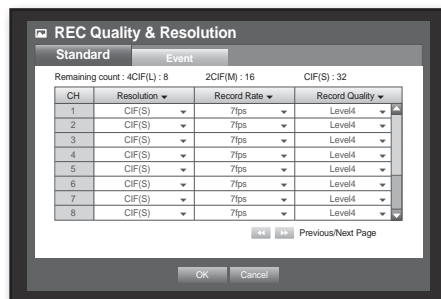 REC Quality & Resolution
Standard Event
Remaining count : 4CIF(L) : 8 2CIF(M) : 16 CIF(S) : 32
CH Resolution Record Rate Record Quality
1 CIF(S) 7fps Level4
2 CIF(S) 7fps Level4
3 CIF(S) 7fps Level4
4 CIF(S) 7fps Level4
5 CIF(S) 7fps Level4
6 CIF(S) 7fps Level4
7 CIF(S) 7fps Level4
8 CIF(S) 7fps Level4
Previous/Next Page
OK Cancel